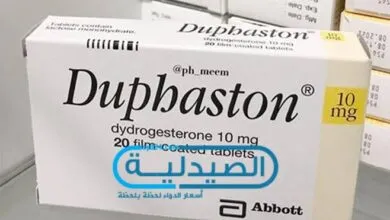 Tablets contain
lactose monohydrate.
@ph_meem
Duphaston®
10 mg
dydrogesterone 10 mg
20 film-coated tablets
الصيدلية
أسعار الدواء لحظة بلحظة
Abbott